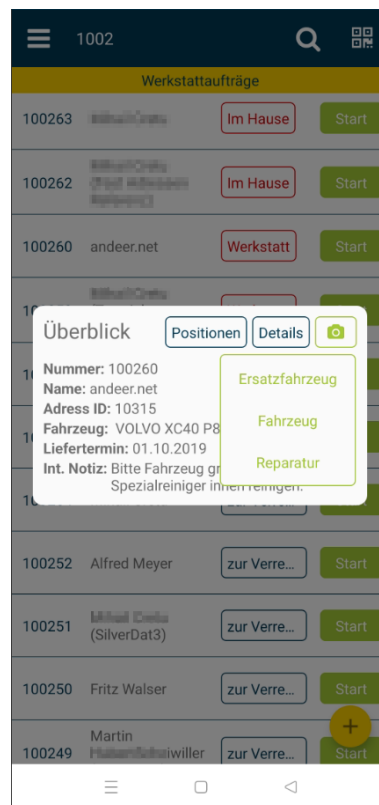 1002
Werkstattaufträge
100263 Im Hause Start
100262 Im Hause Start
100260 andeer.net Werkstatt Start
Überblick Positionen Details
Nummer: 100260
Name: andeer.net
Adress ID: 10315
Fahrzeug: VOLVO XC40 P8
Liefertermin: 01.10.2019
Int. Notiz: Bitte Fahrzeug
Spezialreiniger innen reinigen.
Ersatzfahrzeug
Fahrzeug
Reparatur
100252 Alfred Meyer zur Verre... Start
100251 (SilverDat3) zur Verre... Start
100250 Fritz Walser zur Verre... Start
+
Martin
100249 zur Verre... Start